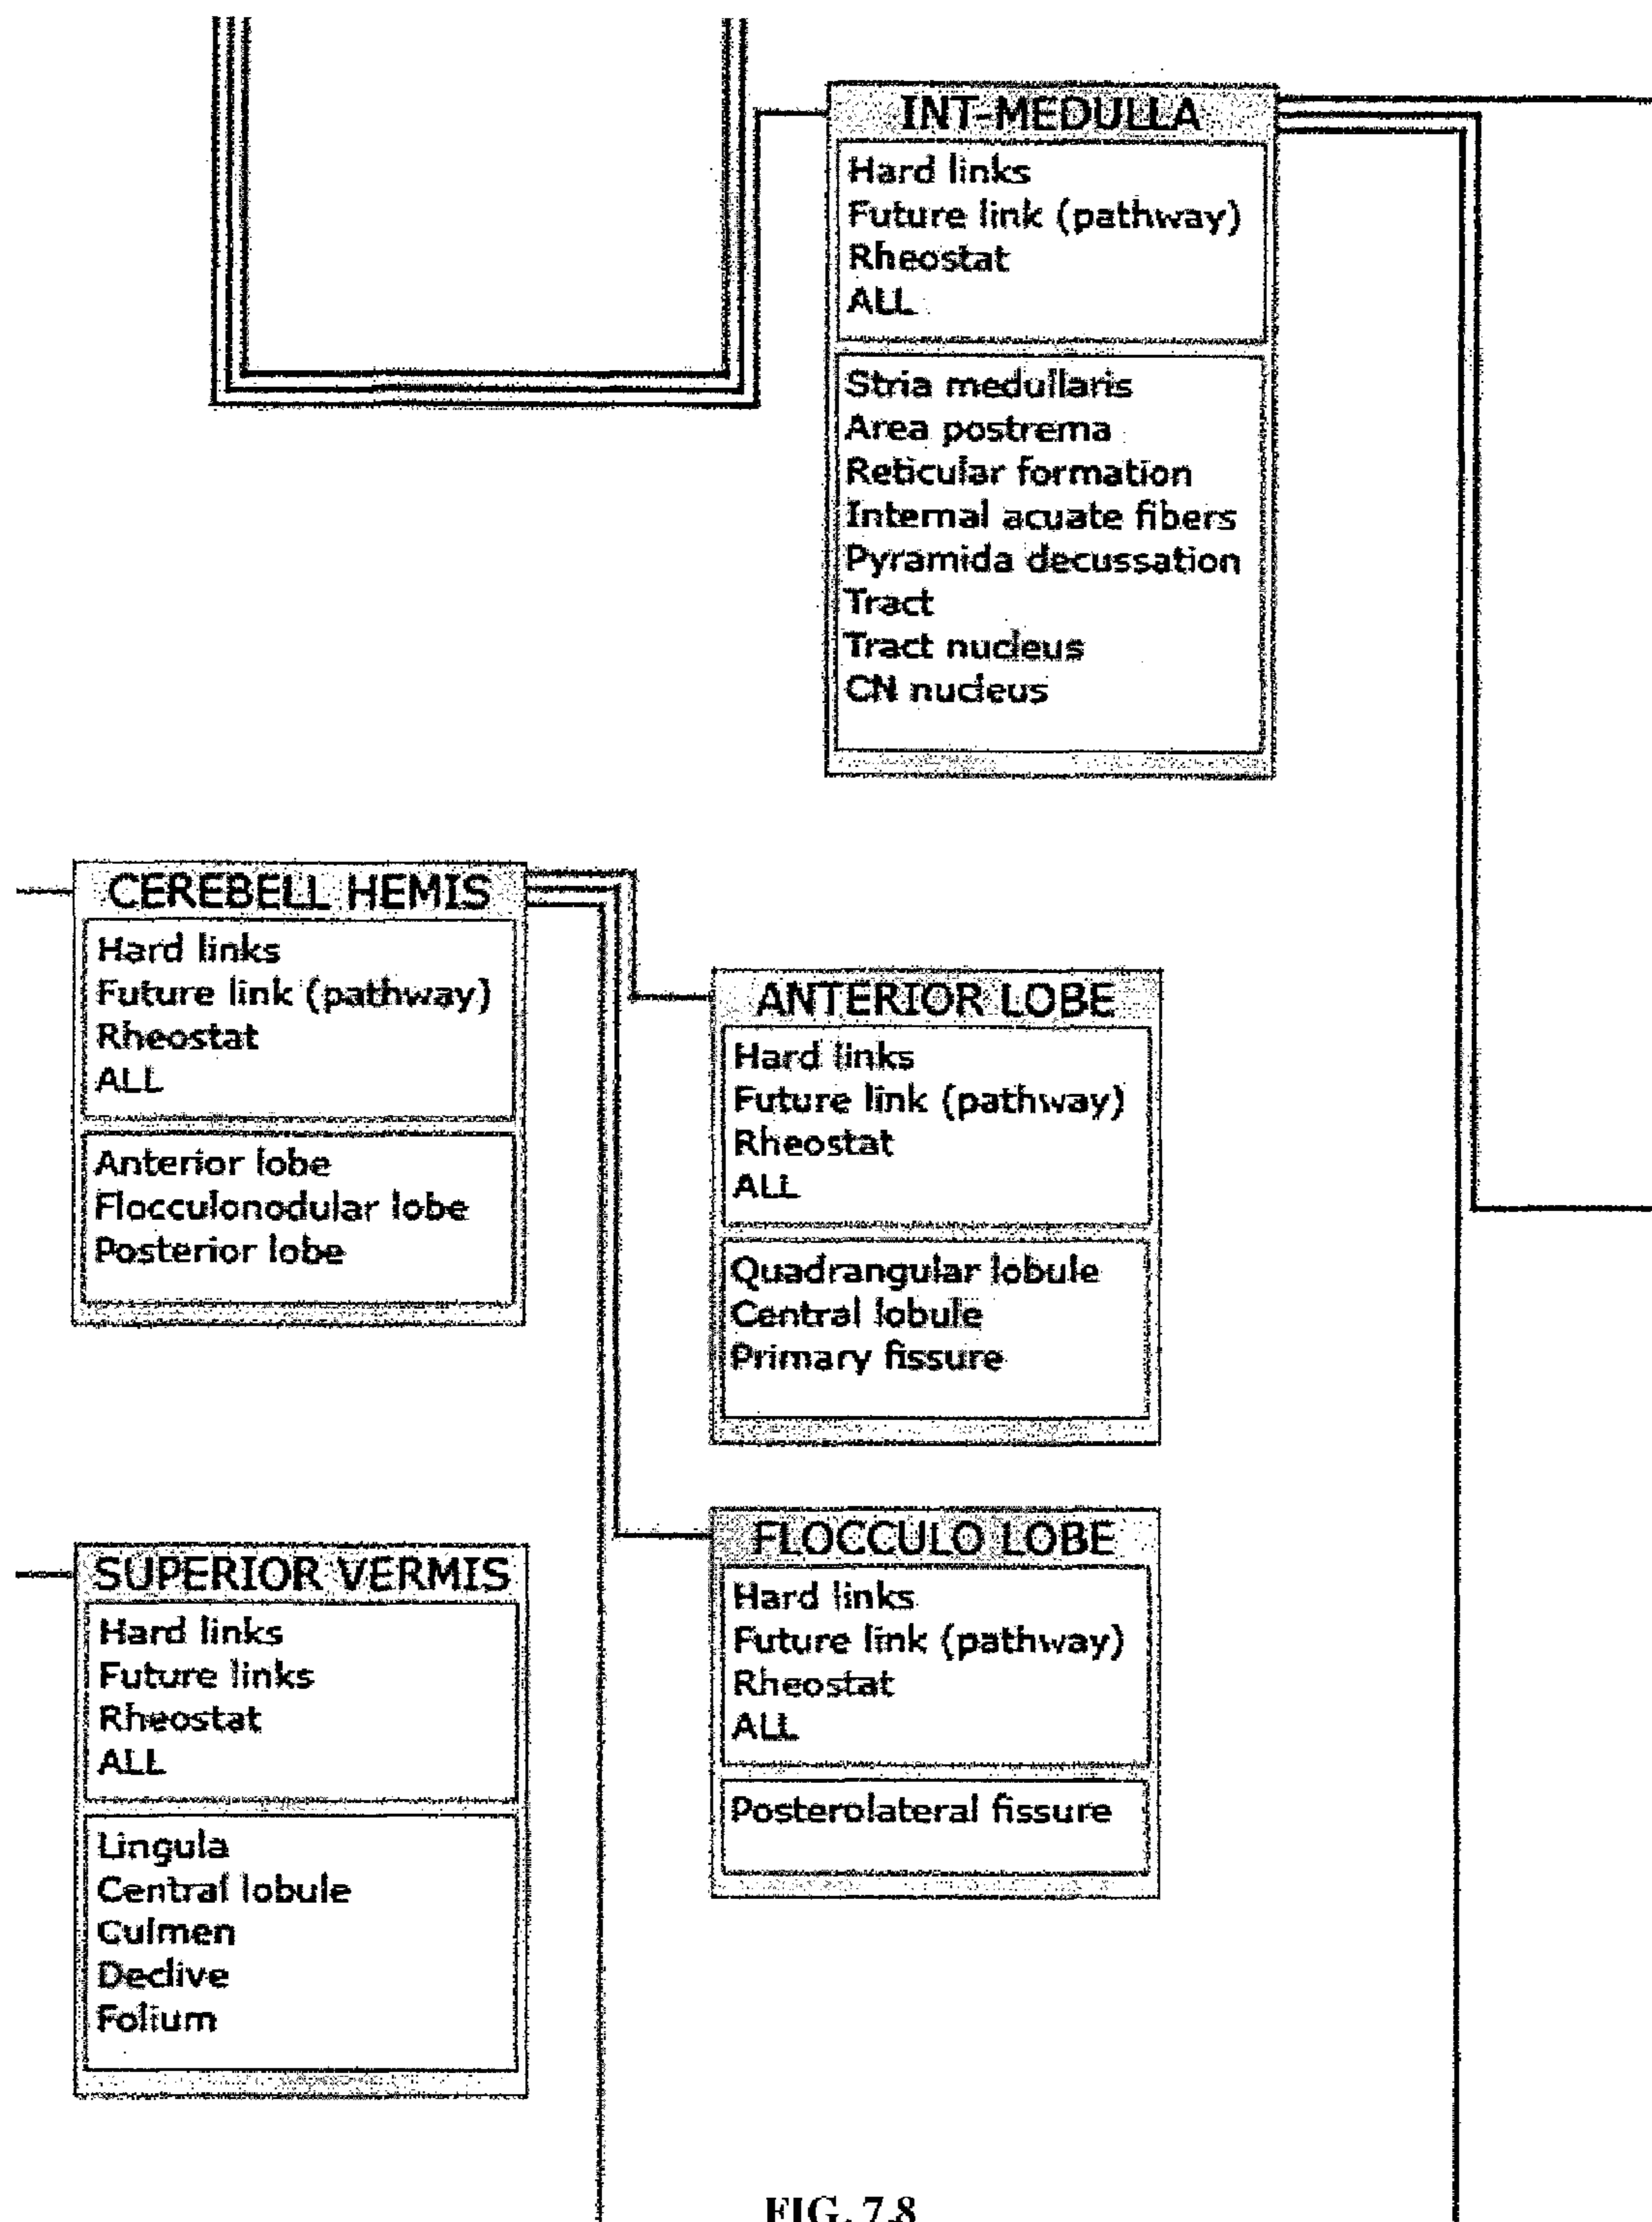 INT-MEDULLA
Hard links
Future link (pathway)
Rheostat
ALL
Stria medullaris
Area postrema
Reticular formation
Internal acuate fibers
Pyramida decussation
Tract
Tract nucleus
CN nucleus
CEREBELL HEMIS
Hard links
Future link (pathway)
Rheostat
ALL
Anterior lobe
Flocculonodular lobe
Posterior lobe
ANTERIOR LOBE
Hard links
Future link (pathway)
Rheostat
ALL
Quadrangular lobule
Central lobule
Primary fissure
SUPERIOR VERMIS
Hard links
Future links
Rheostat
ALL
Lingula
Central lobule
Culmen
Declive
Folium
FLOCCULO LOBE
Hard links
Future link (pathway)
Rheostat
ALL
Posterolateral fissure
FIG. 7.8